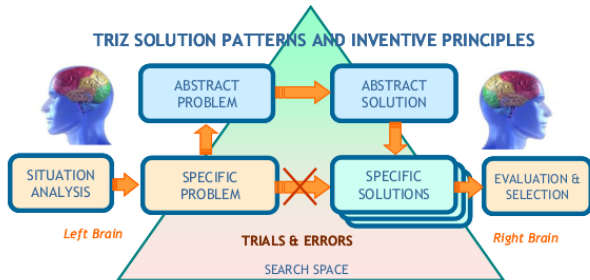 TRIZ SOLUTION PATTERNS AND INVENTIVE PRINCIPLES
ABSTRACT
PROBLEM
ABSTRACT
SOLUTION
SITUATION
ANALYSIS
SPECIFIC
PROBLEM
SPECIFIC
SOLUTIONS
EVALUATION &
SELECTION
Left Brain
TRIALS & ERRORS
Right Brain
SEARCH SPACE